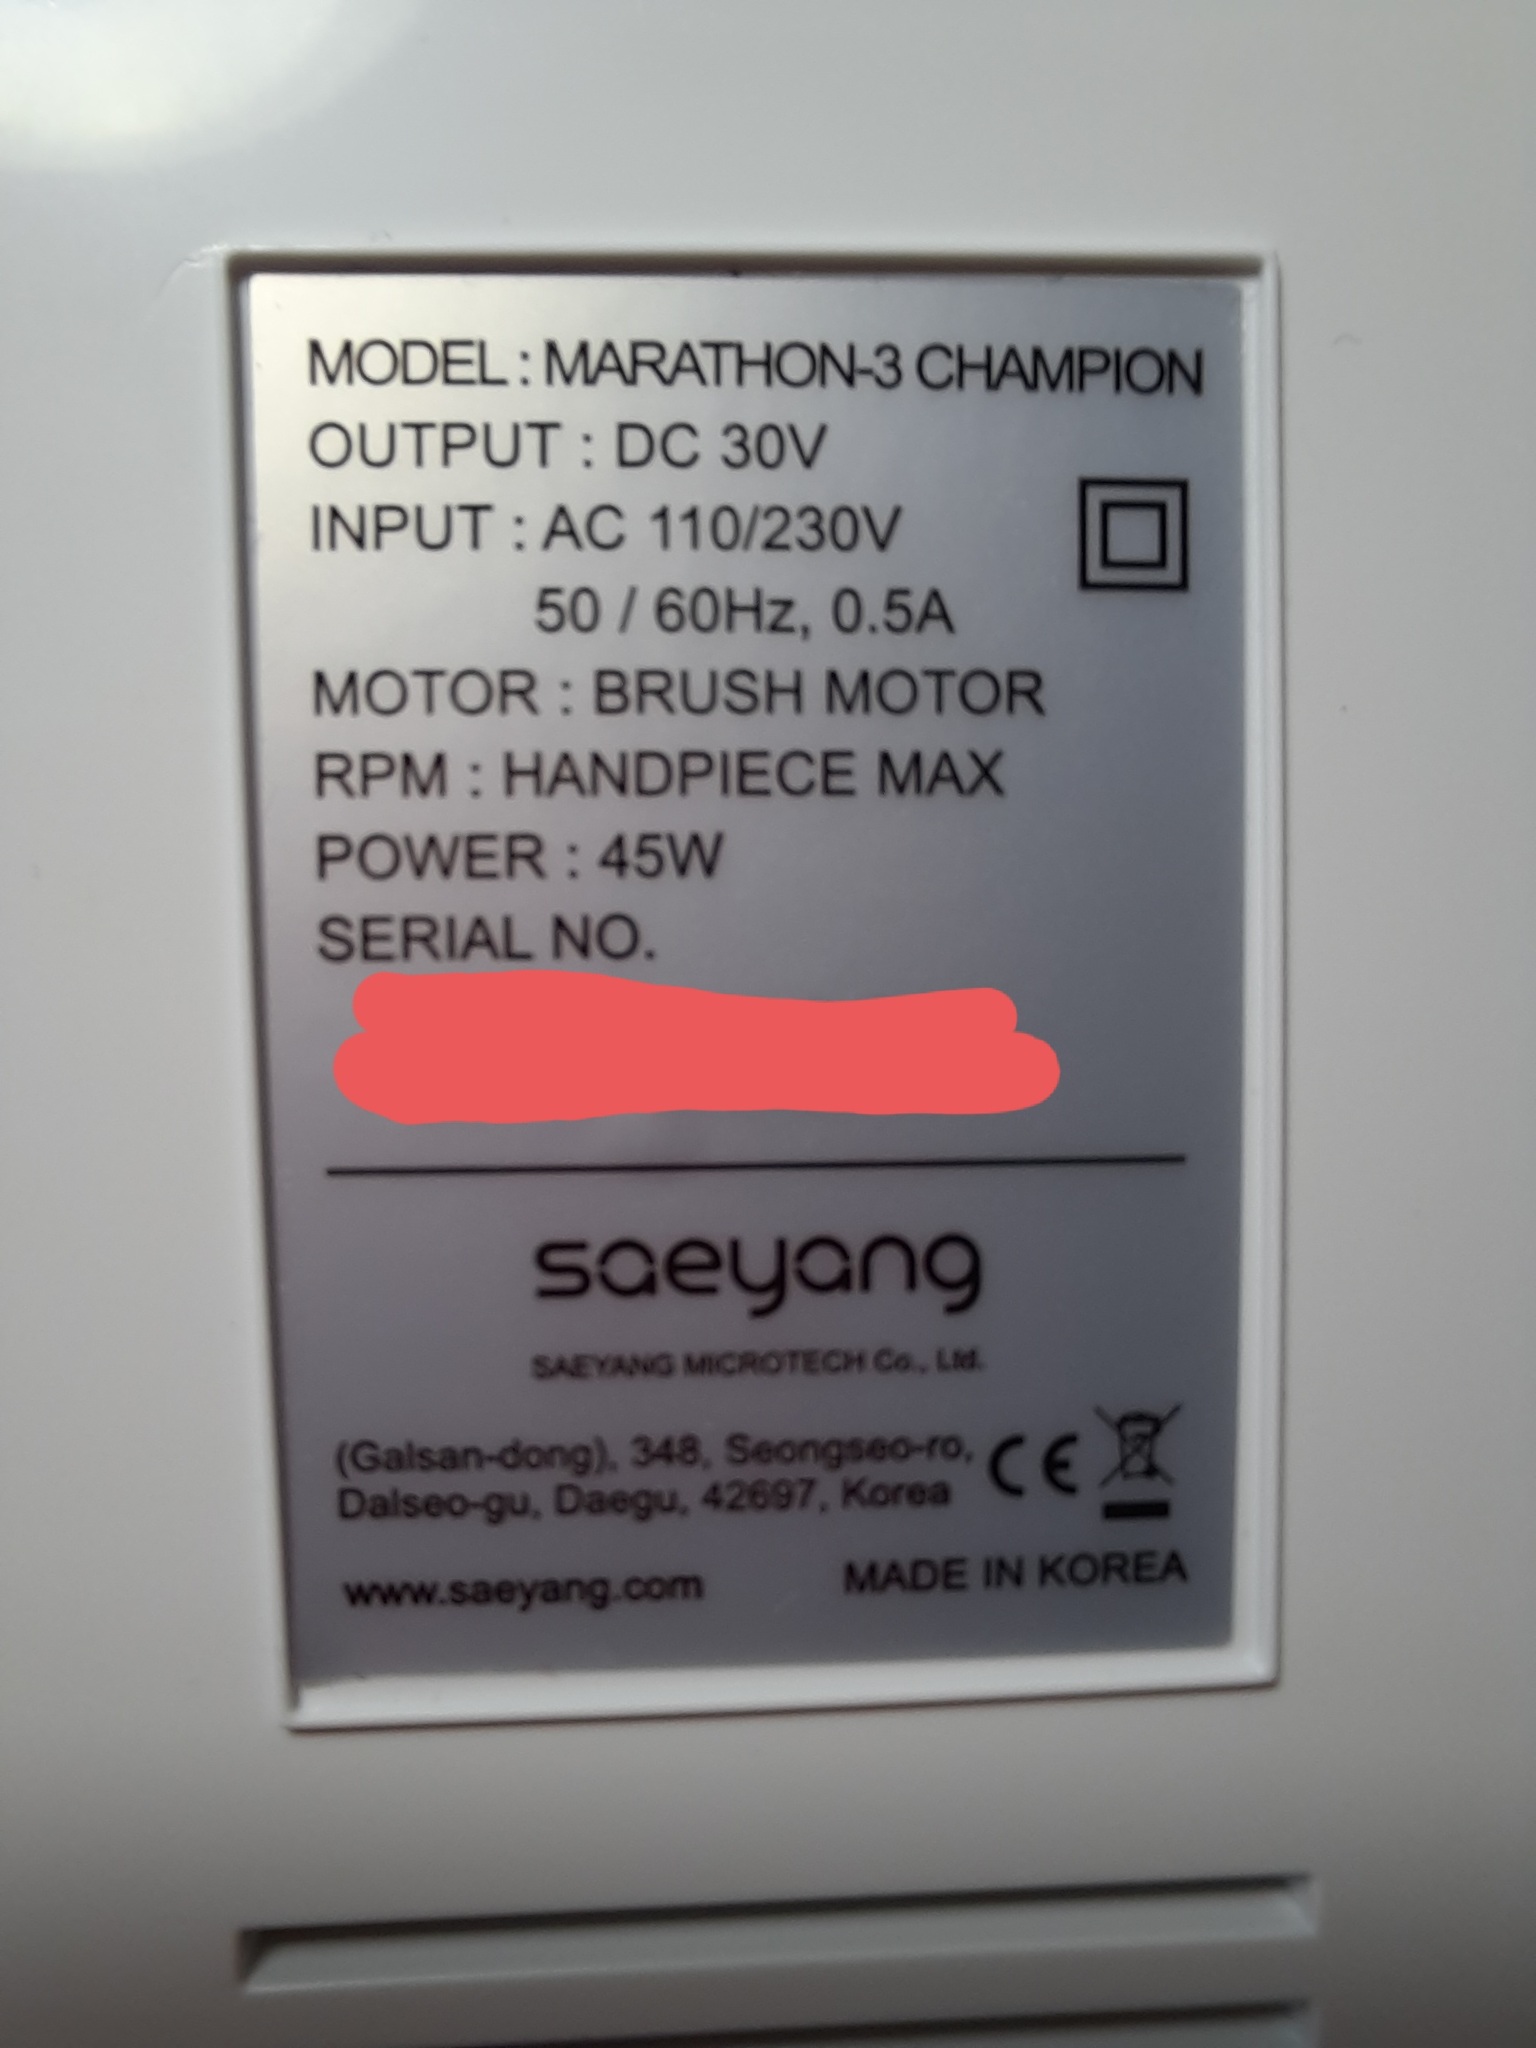 MODEL : MARATHON-3 CHAMPION
OUTPUT : DC 30V
INPUT : AC 110/230V
50 / 60Hz, 0.5A
MOTOR : BRUSH MOTOR
RPM : HANDPIECE MAX
POWER : 45W
SERIAL NO.
saeyang
SAEYANG MICROTECH Co., Ltd.
(Galsan-dong), 348, Seongseo-ro,
Dalseo-gu, Daegu, 42697, Korea
CE
www.saeyang.com
MADE IN KOREA